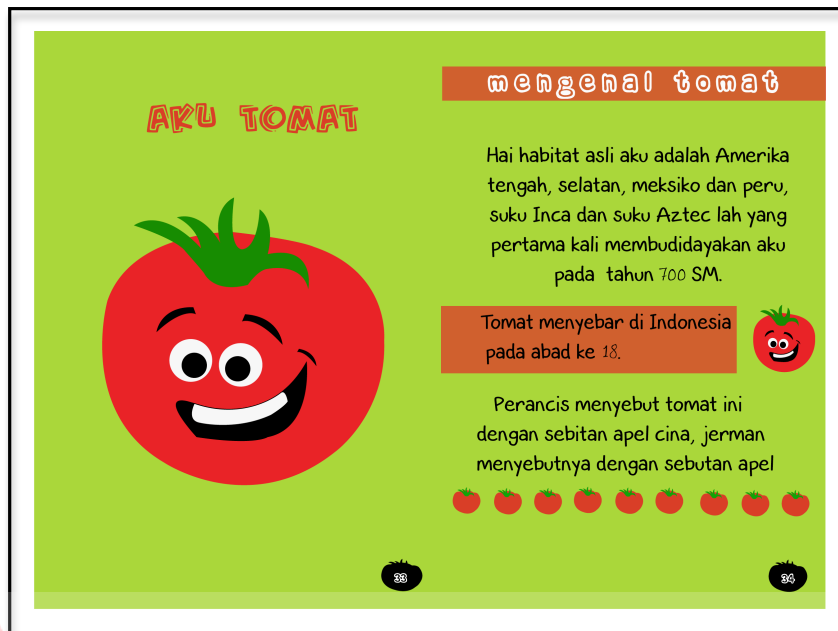 AKU TOMAT
33
mengenal tomat
Hai habitat asli aku adalah Amerika
tengah, selatan, meksiko dan peru,
suku Inca dan suku Aztec lah yang
pertama kali membudidayakan aku
pada tahun 700 SM.
Tomat menyebar di Indonesia
pada abad ke 18.
Perancis menyebut tomat ini
dengan sebitan apel cina, jerman
menyebutnya dengan sebutan apel
34